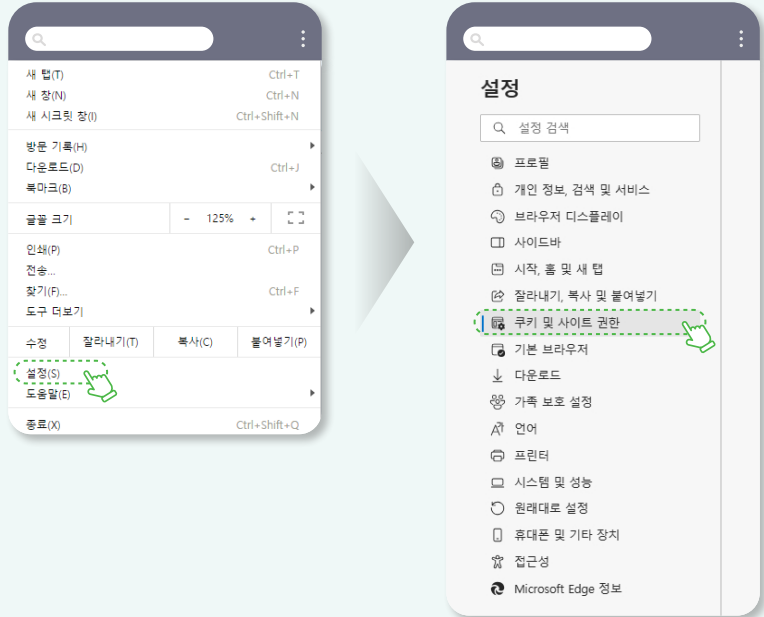 새 탭(T) Ctrl+T
새 창(N) Ctrl+N
새 시크릿 창(I) Ctrl+Shift+N
방문 기록(H)
다운로드(D) Ctrl+J
북마크(B)
글꼴 크기 - 125% +
인쇄(P) Ctrl+P
전송...
찾기(F)... Ctrl+F
도구 더보기
수정 잘라내기(T) 복사(C) 붙여넣기(P)
설정(S)
도움말(E)
종료(X) Ctrl+Shift+Q
설정
설정 검색
프로필
개인 정보, 검색 및 서비스
브라우저 디스플레이
사이드바
시작, 홈 및 새 탭
잘라내기, 복사 및 붙여넣기
쿠키 및 사이트 권한
기본 브라우저
다운로드
가족 보호 설정
언어
프린터
시스템 및 성능
원래대로 설정
휴대폰 및 기타 장치
접근성
Microsoft Edge 정보